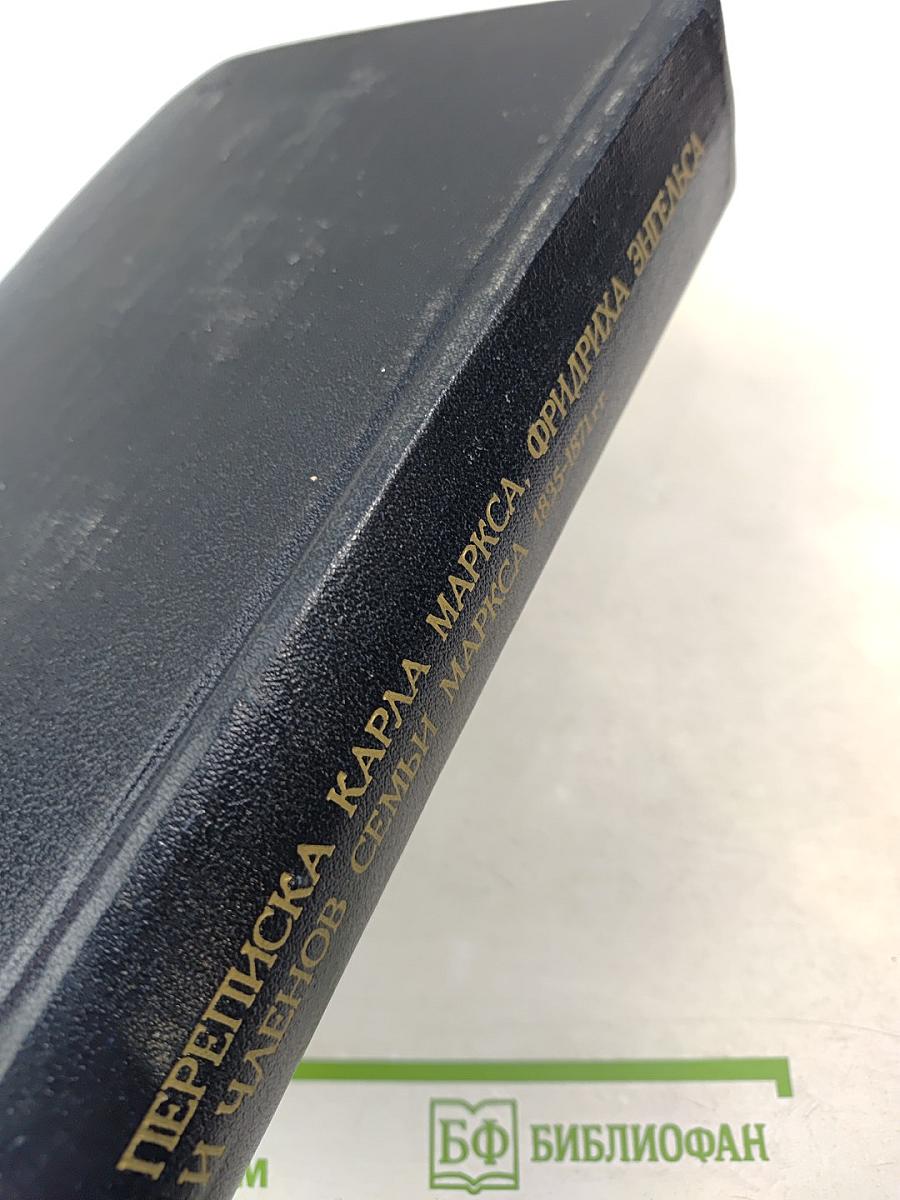 ПЕРЕПИСКА КАРЛА МАРКСА, ФРИДРИХА ЭНГЕЛЬСА
И ЧЛЕНОВ СЕМЬИ МАРКСА 1835-1871 гг.
БФ БИБЛИОФАН